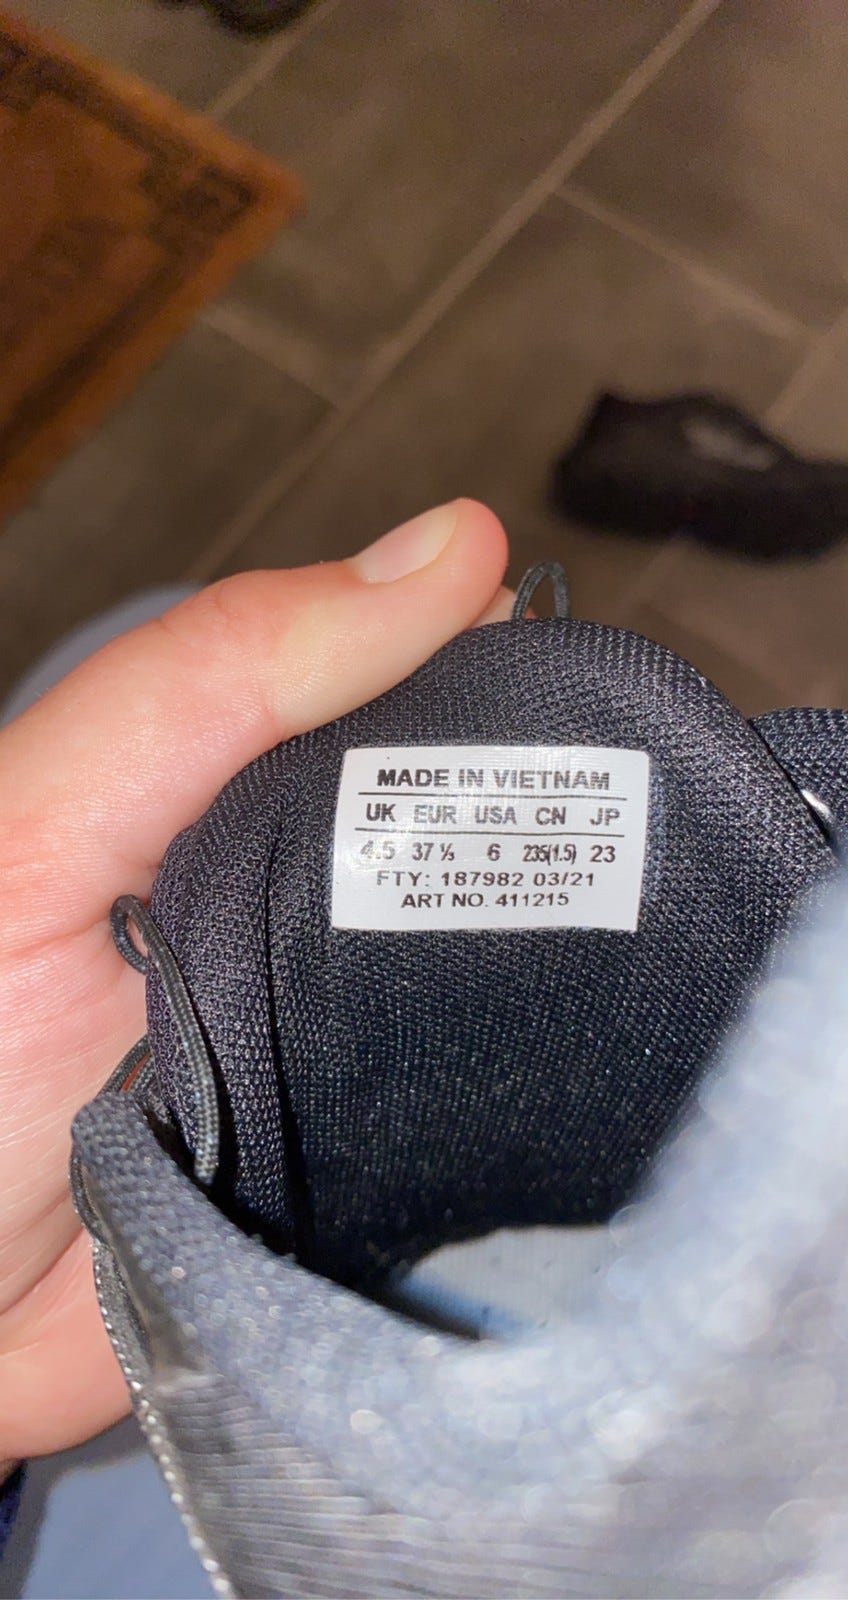 MADE IN VIETNAM
UK EUR USA CN JP
4.5 37 ⅓ 6 235(1.5) 23
FTY: 187982 03/21
ART NO. 411215